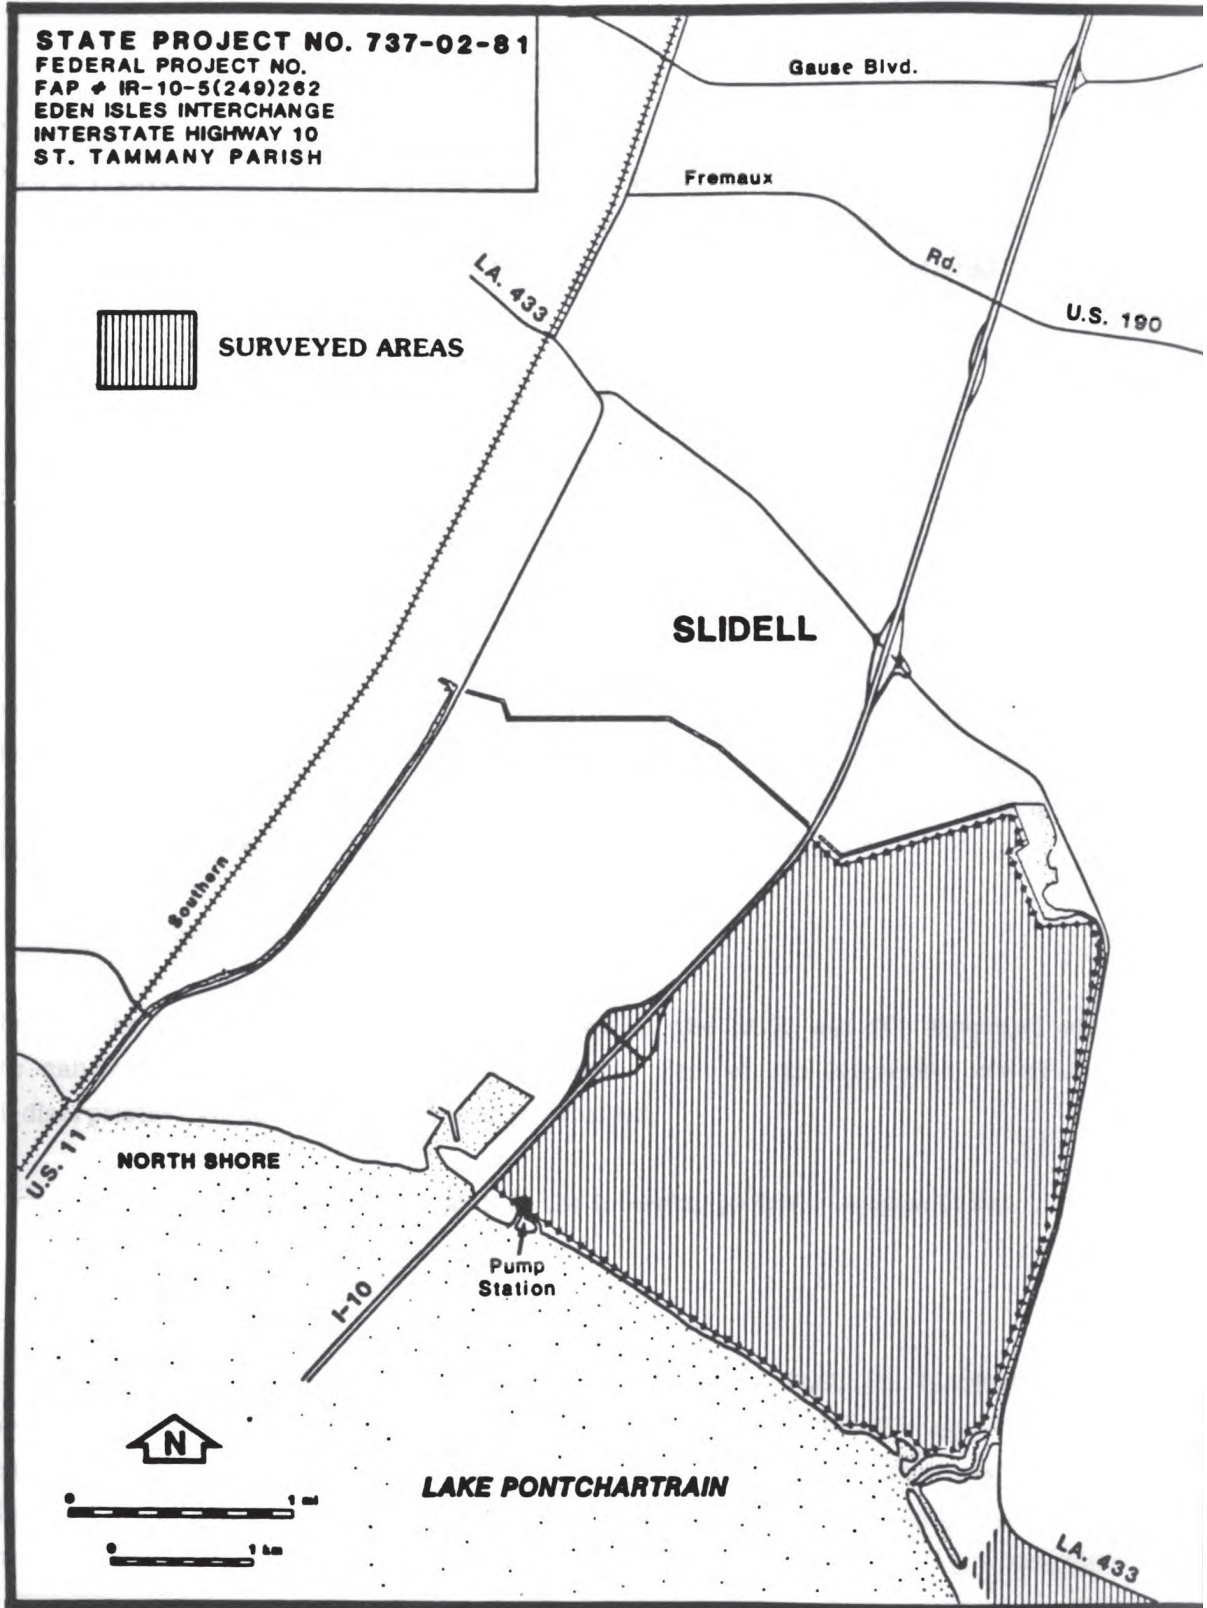 STATE PROJECT NO. 737-02-81
FEDERAL PROJECT NO.
FAP # IR-10-5(249)262
EDEN ISLES INTERCHANGE
INTERSTATE HIGHWAY 10
ST. TAMMANY PARISH
Gause Blvd.
Fremaux
Rd.
U.S. 190
LA. 433
SURVEYED AREAS
SLIDELL
Southern
U.S. 11
NORTH SHORE
Pump
Station
I-10
N
LAKE PONTCHARTRAIN
0 1 mi
0 1 km
LA. 433